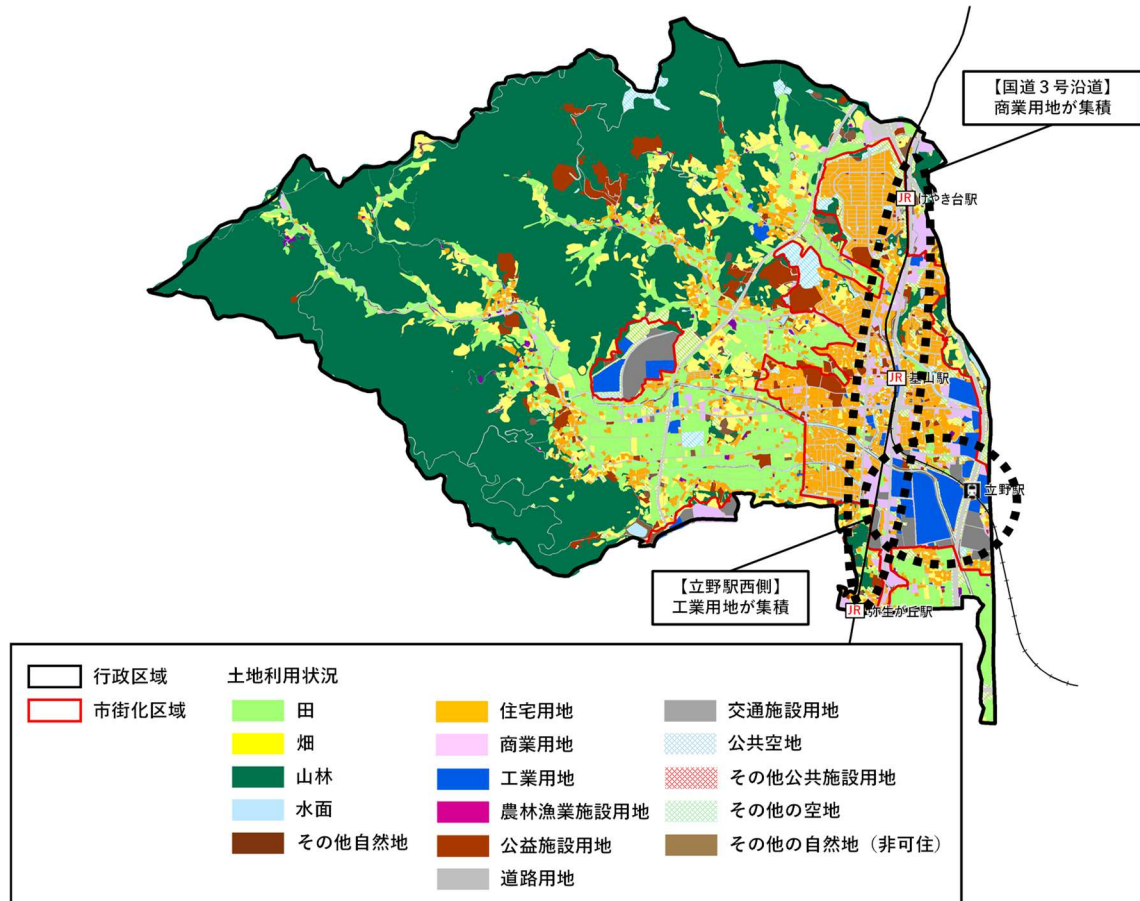 【国道３号沿道】
商業用地が集積
JR けやき台駅
JR 基山駅
立野駅
【立野駅西側】
工業用地が集積
JR 弥生が丘駅
行政区域
市街化区域
土地利用状況
田
畑
山林
水面
その他自然地
住宅用地
商業用地
工業用地
農林漁業施設用地
公益施設用地
道路用地
交通施設用地
公共空地
その他公共施設用地
その他の空地
その他の自然地（非可住）